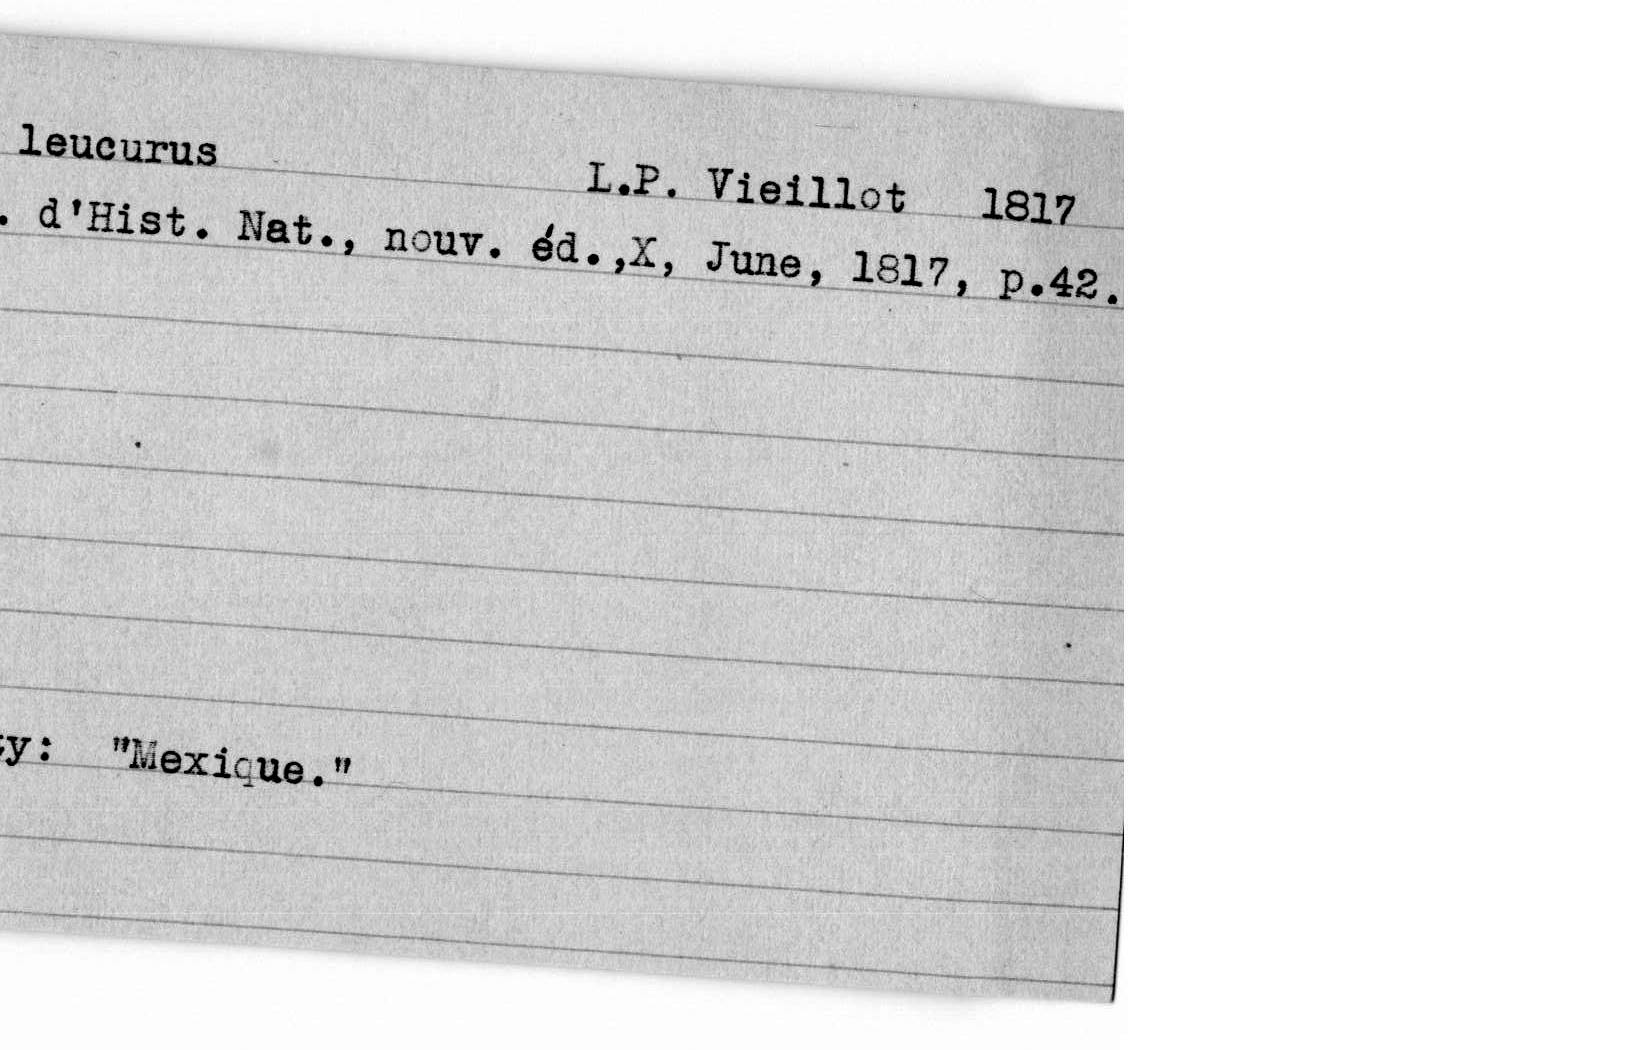 leucurus L.P. Vieillot 1817
. d'Hist. Nat., nouv. éd.,X, June, 1817, p.42.
y: "Mexique."